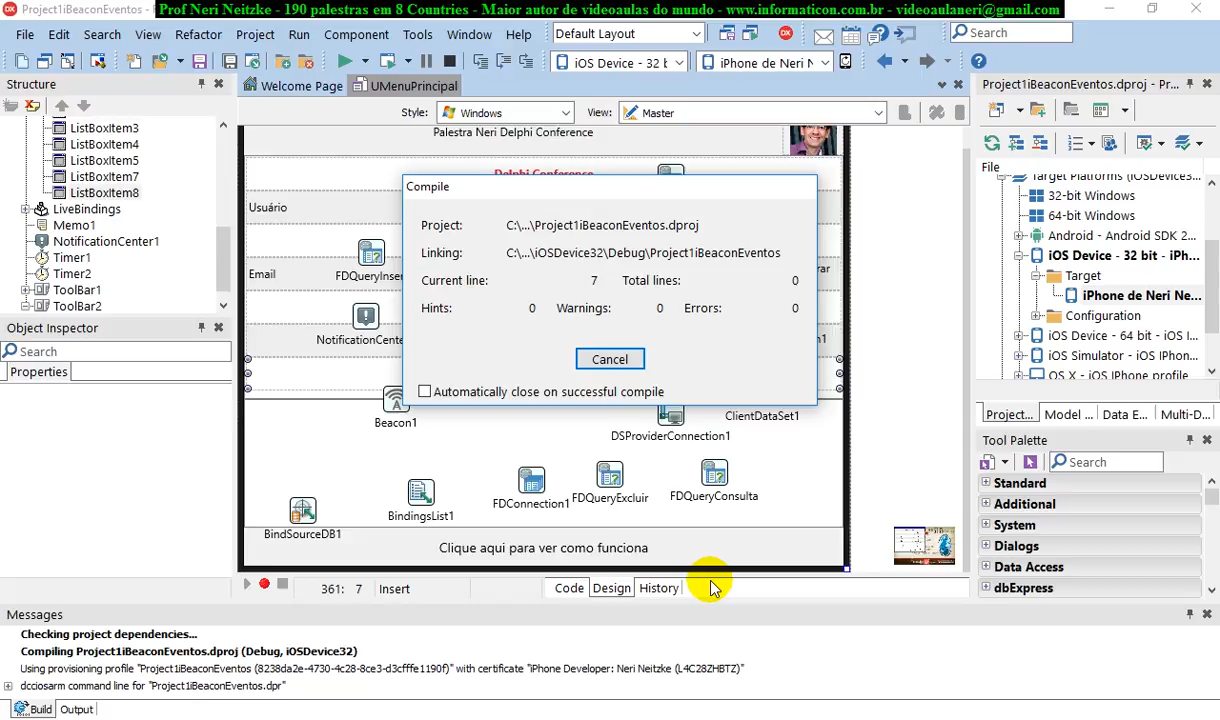 Project1iBeaconEventos - P
Prof Neri Neitzke - 190 palestras em 8 Countries - Maior autor de videoaulas do mundo - www.informaticon.com.br - videoaulaneri@gmail.com
File Edit Search View Refactor Project Run Component Tools Window Help
Default Layout
Search
iOS Device - 32 b
iPhone de Neri N
Structure
Welcome Page
UMenuPrincipal
Project1iBeaconEventos.dproj - Pr...
Style: Windows View: Master
ListBoxItem3
ListBoxItem4
ListBoxItem5
ListBoxItem7
ListBoxItem8
LiveBindings
Memo1
NotificationCenter1
Timer1
Timer2
ToolBar1
ToolBar2
Object Inspector
Search
Properties
Palestra Neri Delphi Conference
Delphi Conference
Usuário
FDQueryInser
Email
rar
NotificationCente
Beacon1
DSProviderConnection1
ClientDataSet1
FDConnection1
FDQueryExcluir
FDQueryConsulta
BindingsList1
BindSourceDB1
Clique aqui para ver como funciona
Compile
Project: C:\...\Project1iBeaconEventos.dproj
Linking: C:\...\iOSDevice32\Debug\Project1iBeaconEventos
Current line: 7 Total lines: 0
Hints: 0 Warnings: 0 Errors: 0
Cancel
Automatically close on successful compile
361: 7 Insert
Code Design History
File
Target Platforms (iOSDevice3...
32-bit Windows
64-bit Windows
Android - Android SDK 2...
iOS Device - 32 bit - iPh...
Target
iPhone de Neri Ne...
Configuration
iOS Device - 64 bit - iOS I...
iOS Simulator - iOS IPhon...
OS X - iOS IPhone profile
Project... Model ... Data E... Multi-D...
Tool Palette
Search
Standard
Additional
System
Dialogs
Data Access
dbExpress
Messages
Checking project dependencies...
Compiling Project1iBeaconEventos.dproj (Debug, iOSDevice32)
Using provisioning profile "Project1iBeaconEventos (8238da2e-4730-4c28-8ce3-d3cfffe1190f)" with certificate "iPhone Developer: Neri Neitzke (L4C28ZHBTZ)"
dcciosarm command line for "Project1iBeaconEventos.dpr"
Build Output